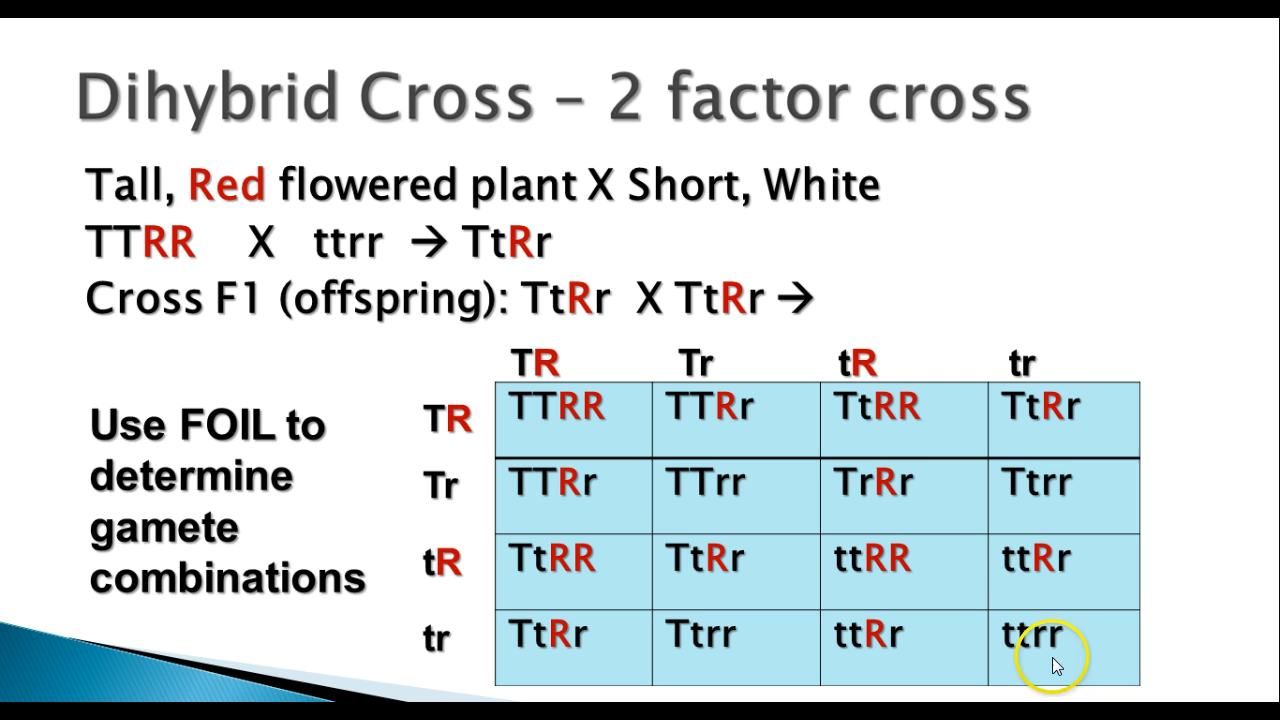 Dihybrid Cross – 2 factor cross
Tall, Red flowered plant X Short, White
TTRR X ttrr → TtRr
Cross F1 (offspring): TtRr X TtRr →
Use FOIL to
determine
gamete
combinations
TR Tr tR tr
TR TTRR TTRr TtRR TtRr
Tr TTRr TTrr TrRr Ttrr
tR TtRR TtRr ttRR ttRr
tr TtRr Ttrr ttRr ttrr